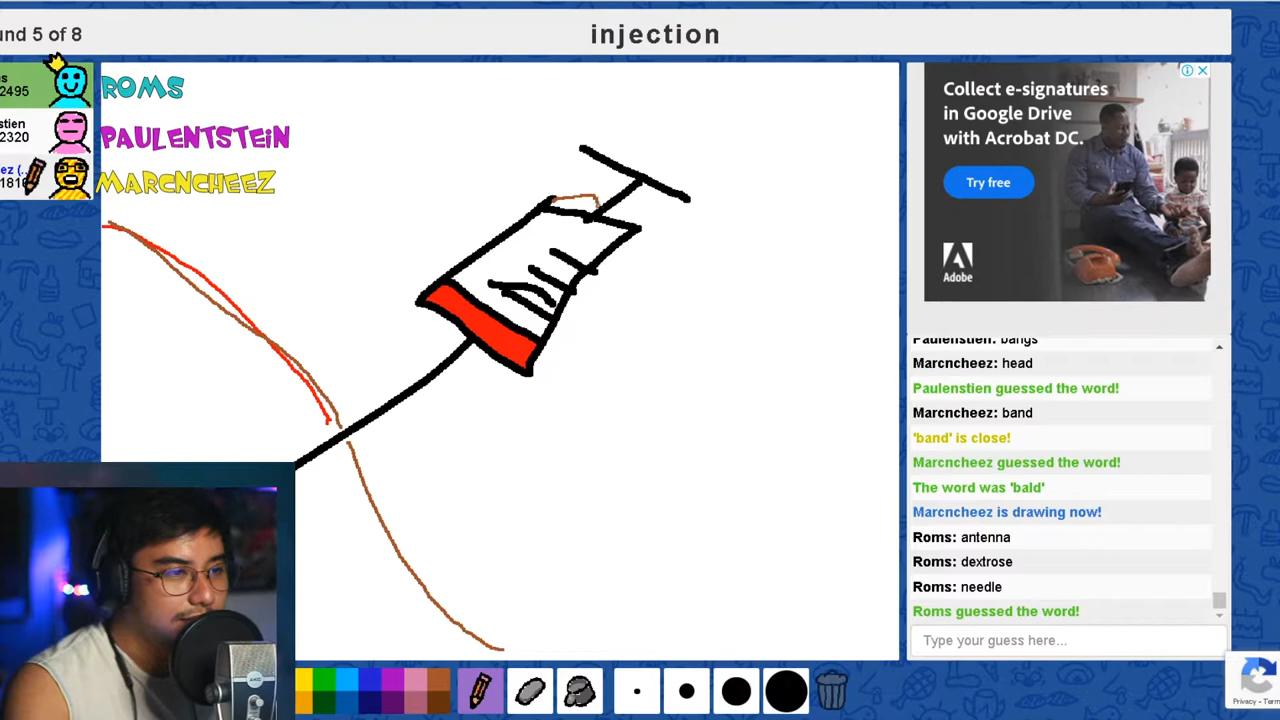 und 5 of 8
injection
s
2495
stien
2320
ez (..
1816
ROMS
PAULENTSTEIN
MARCNCHEEZ
Collect e-signatures
in Google Drive
with Acrobat DC.
Try free
Adobe
Paulenstien: bangs
Marcncheez: head
Paulenstien guessed the word!
Marcncheez: band
'band' is close!
Marcncheez guessed the word!
The word was 'bald'
Marcncheez is drawing now!
Roms: antenna
Roms: dextrose
Roms: needle
Roms guessed the word!
Type your guess here...
Privacy - Term